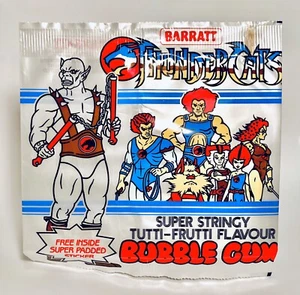 BARRATT
THUNDERCATS
SUPER STRINGY
TUTTI-FRUTTI FLAVOUR
BUBBLE GUM
FREE INSIDE
SUPER PADDED
STICKER